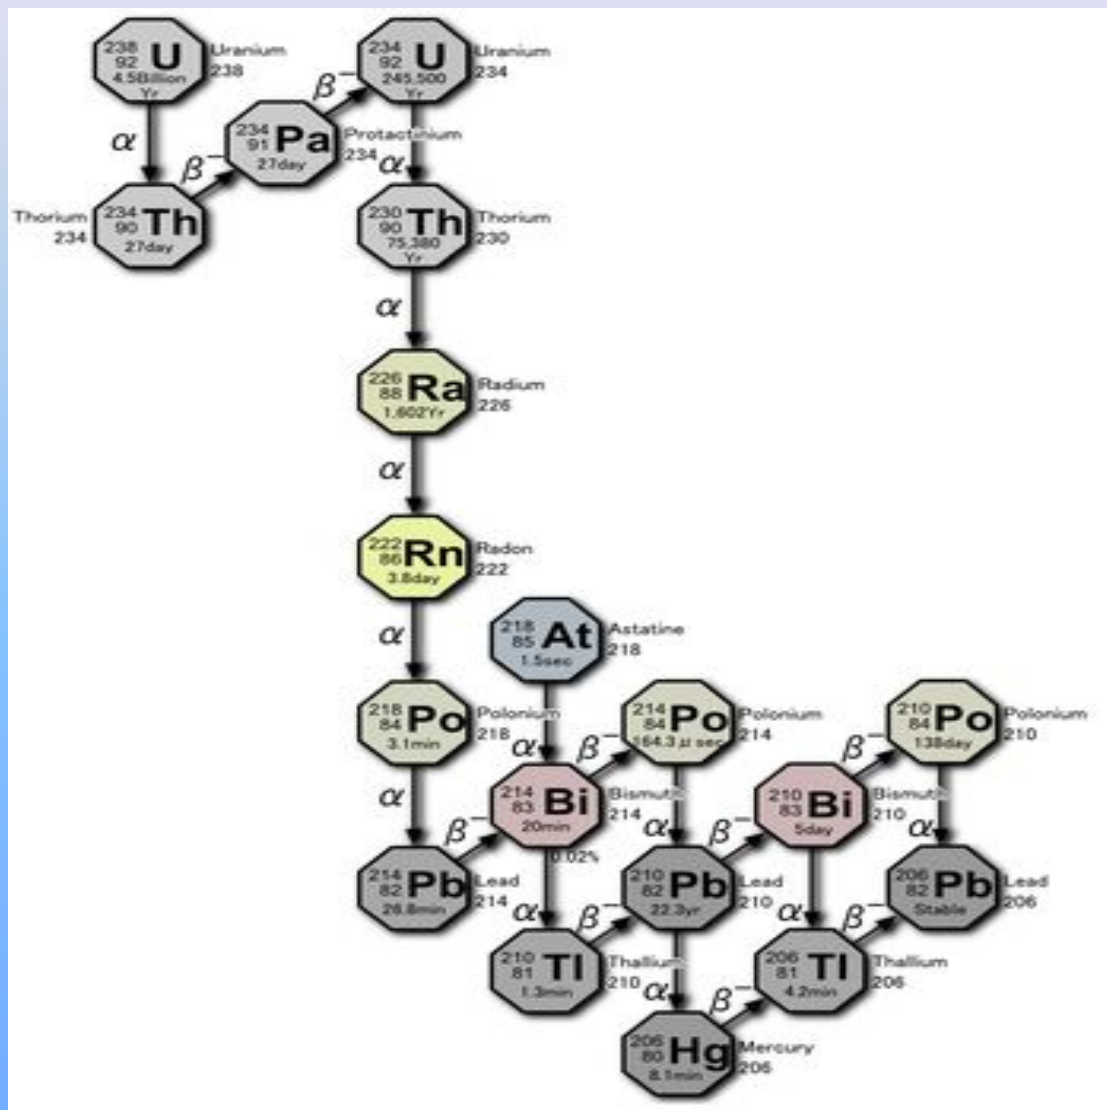 238
92
U
4.5Billion
Yr
Uranium
238
234
92
U
245.500
Yr
Uranium
234
α
β−
234
91
Pa
27day
Protactinium
234
β−
α
Thorium
234
234
90
Th
27day
230
90
Th
75,380
Yr
Thorium
230
α
226
88
Ra
1,602Yr
Radium
226
α
222
86
Rn
3.8day
Radon
222
α
218
85
At
1.5sec
Astatine
218
218
84
Po
3.1min
Polonium
218
α
β−
214
84
Po
164.3 μ sec
Polonium
214
β−
210
84
Po
138day
Polonium
210
α
β−
214
83
Bi
20min
Bismuth
214
0.02%
α
β−
210
83
Bi
5day
Bismuth
210
α
214
82
Pb
26.8min
Lead
214
α
β−
210
82
Pb
22.3yr
Lead
210
α
β−
206
82
Pb
Stable
Lead
206
210
81
Tl
1.3min
Thallium
210
α
β−
206
81
Tl
4.2min
Thallium
206
206
80
Hg
8.1min
Mercury
206